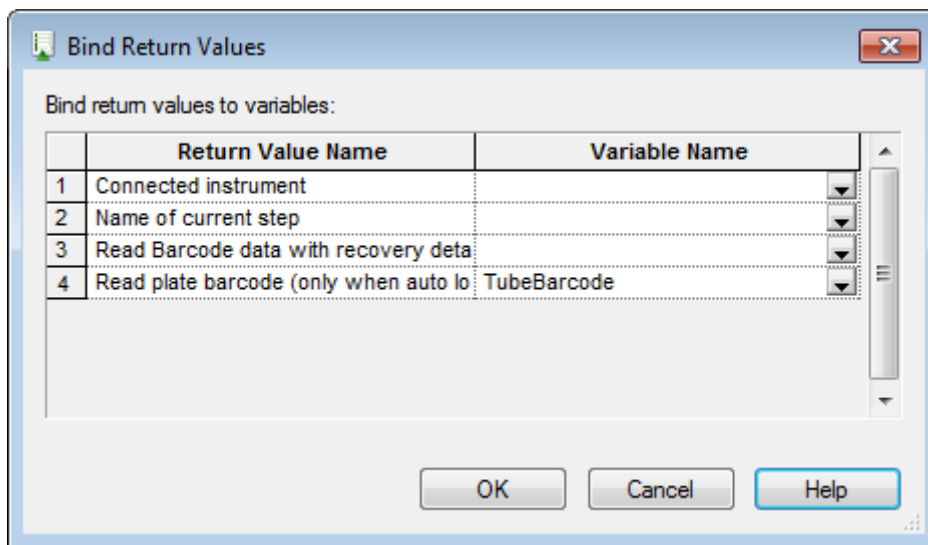 Bind Return Values
Bind return values to variables:
Return Value Name Variable Name
1 Connected instrument
2 Name of current step
3 Read Barcode data with recovery deta
4 Read plate barcode (only when auto lo TubeBarcode
OK Cancel Help